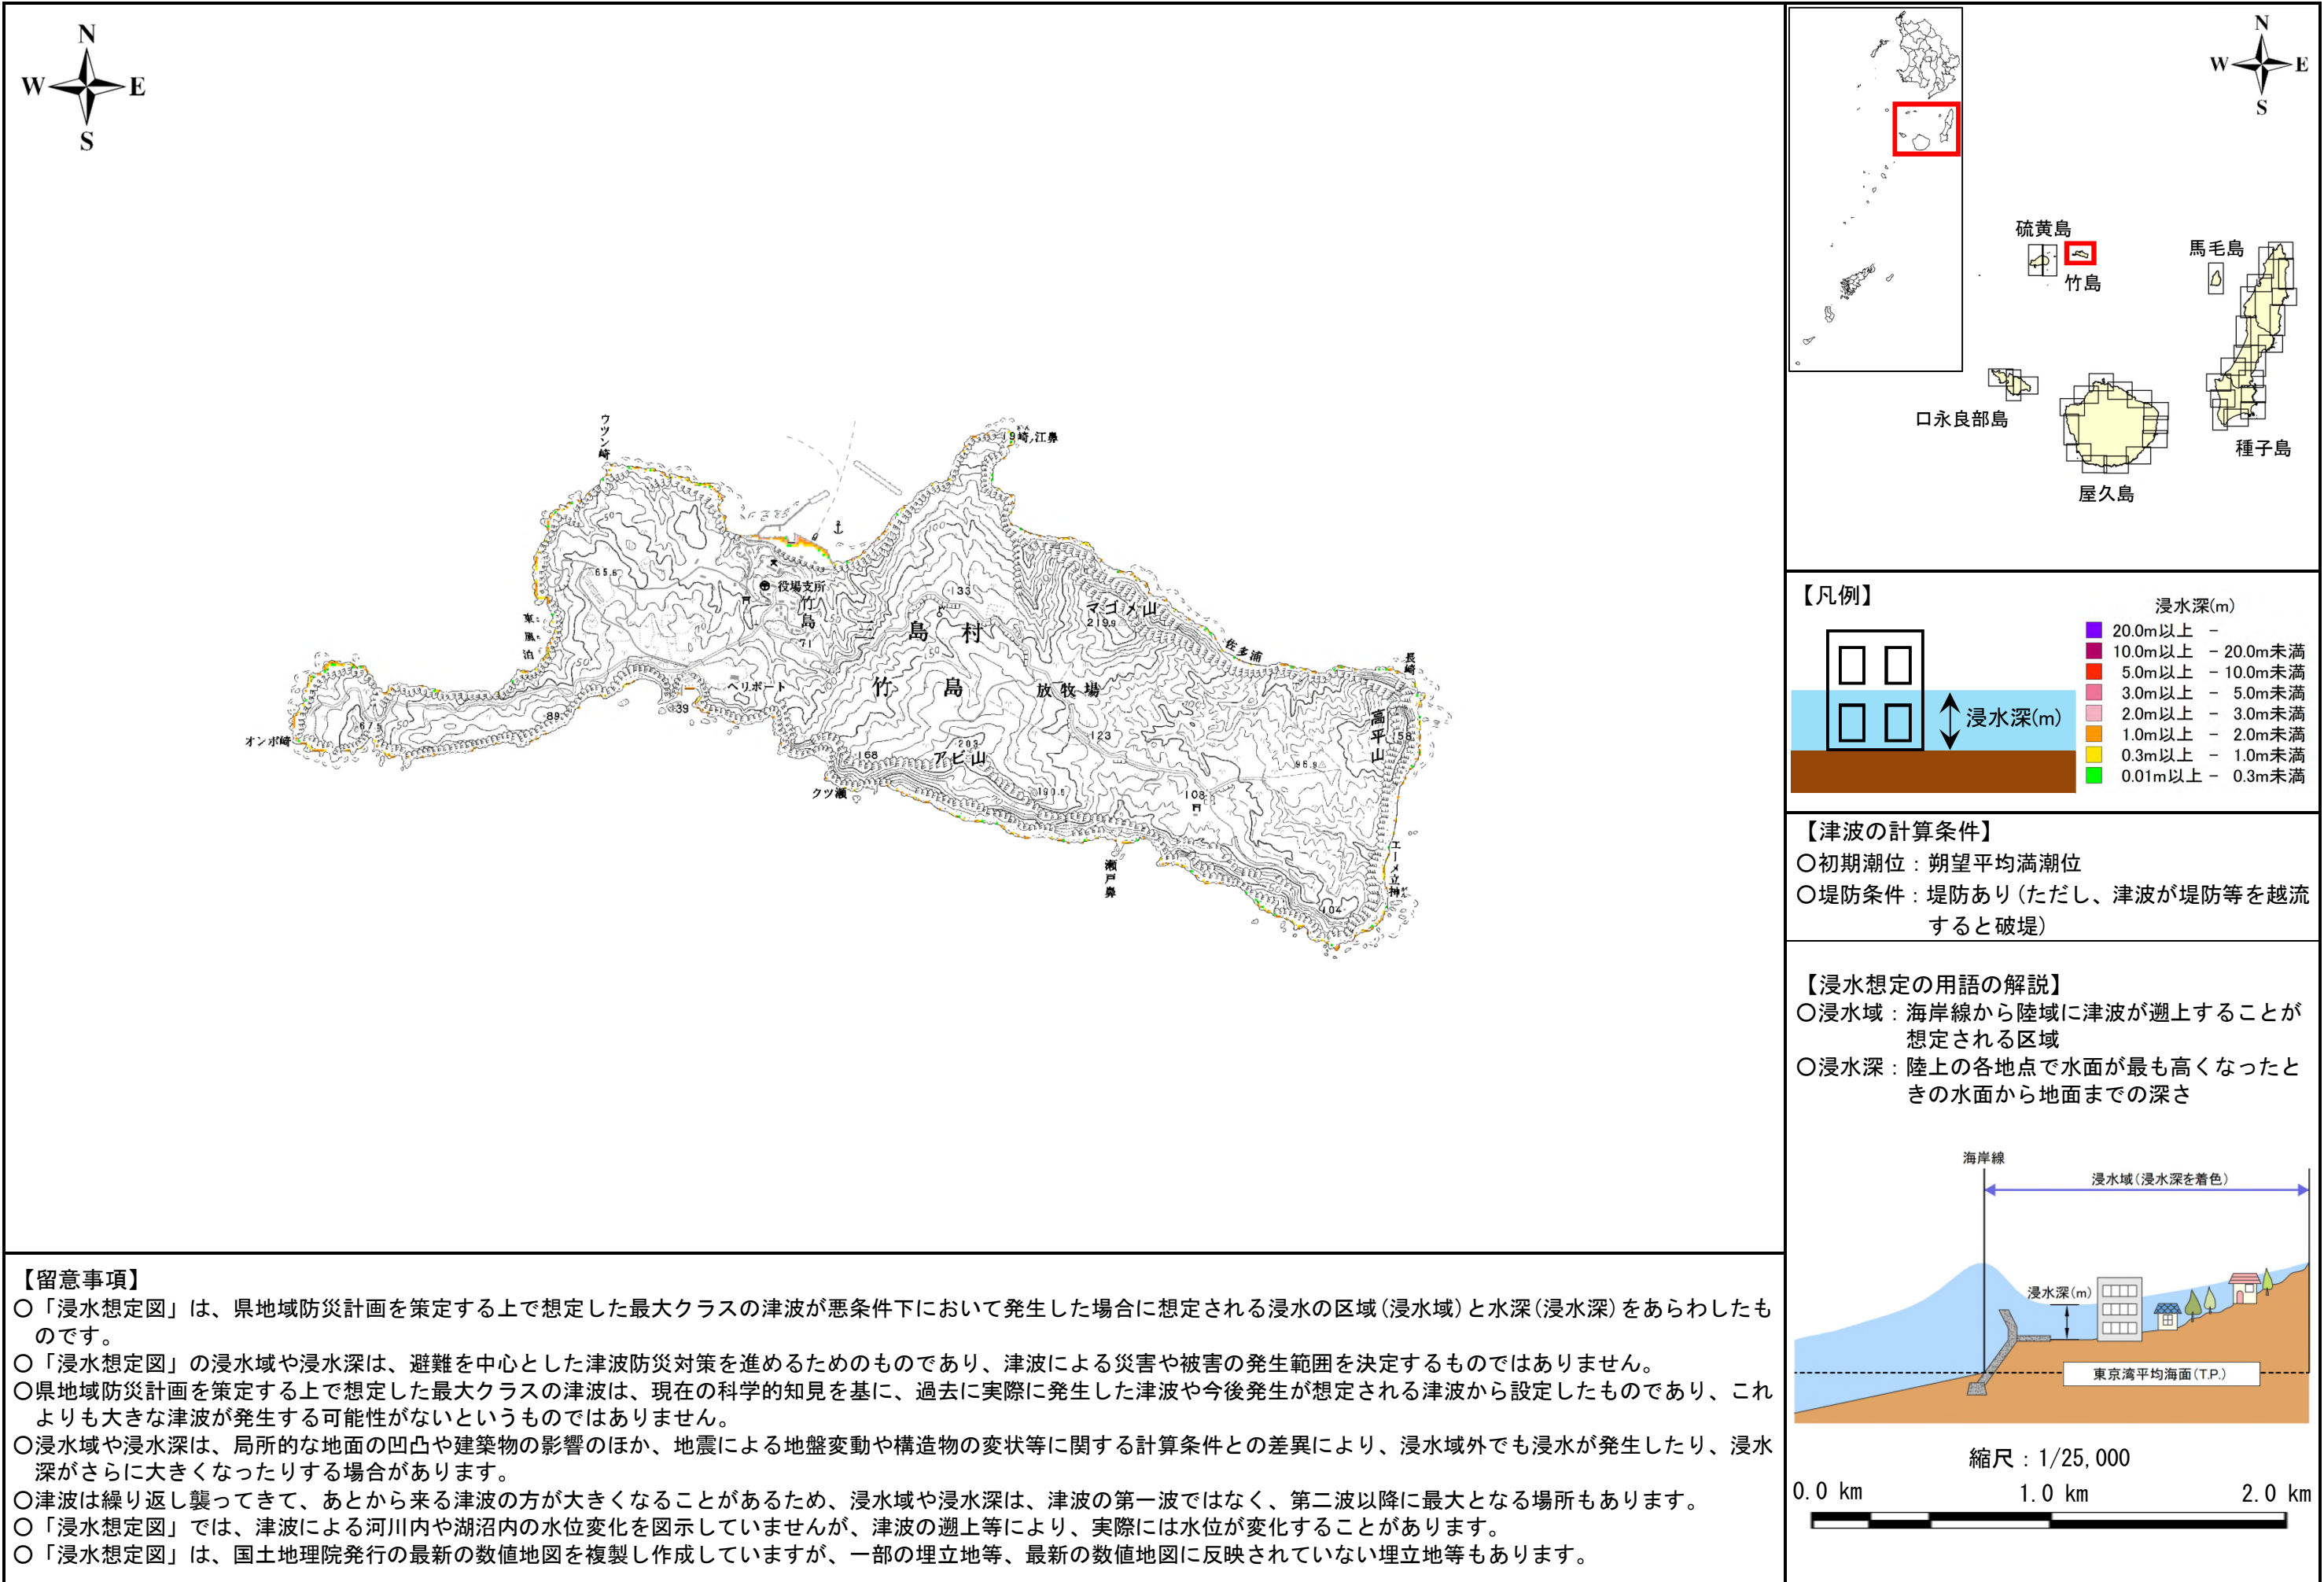 N
W E
S
ウツン崎
崎ノ江鼻
65.6
役場支所
竹島
71
133
三島村
マゴメ山
219.9
佐多浦
長崎
東風泊
ヘリポート
竹島
放牧場
高平山
158
67.5
50
89
39
オンボ崎
168
203
アビ山
123
96.9
クツ瀬
190.5
108
瀬戸鼻
エーメ立神
104
【留意事項】
○「浸水想定図」は、県地域防災計画を策定する上で想定した最大クラスの津波が悪条件下において発生した場合に想定される浸水の区域(浸水域)と水深(浸水深)をあらわしたも
のです。
○「浸水想定図」の浸水域や浸水深は、避難を中心とした津波防災対策を進めるためのものであり、津波による災害や被害の発生範囲を決定するものではありません。
○県地域防災計画を策定する上で想定した最大クラスの津波は、現在の科学的知見を基に、過去に実際に発生した津波や今後発生が想定される津波から設定したものであり、これ
よりも大きな津波が発生する可能性がないというものではありません。
○浸水域や浸水深は、局所的な地面の凹凸や建築物の影響のほか、地震による地盤変動や構造物の変状等に関する計算条件との差異により、浸水域外でも浸水が発生したり、浸水
深がさらに大きくなったりする場合があります。
○津波は繰り返し襲ってきて、あとから来る津波の方が大きくなることがあるため、浸水域や浸水深は、津波の第一波ではなく、第二波以降に最大となる場所もあります。
○「浸水想定図」では、津波による河川内や湖沼内の水位変化を図示していませんが、津波の遡上等により、実際には水位が変化することがあります。
○「浸水想定図」は、国土地理院発行の最新の数値地図を複製し作成していますが、一部の埋立地等、最新の数値地図に反映されていない埋立地等もあります。
N
W E
S
硫黄島
竹島
馬毛島
口永良部島
屋久島
種子島
【凡例】
浸水深(m)
浸水深(m)
20.0m以上 -
10.0m以上 - 20.0m未満
5.0m以上 - 10.0m未満
3.0m以上 - 5.0m未満
2.0m以上 - 3.0m未満
1.0m以上 - 2.0m未満
0.3m以上 - 1.0m未満
0.01m以上 - 0.3m未満
【津波の計算条件】
○初期潮位：朔望平均満潮位
○堤防条件：堤防あり(ただし、津波が堤防等を越流
すると破堤)
【浸水想定の用語の解説】
○浸水域：海岸線から陸域に津波が遡上することが
想定される区域
○浸水深：陸上の各地点で水面が最も高くなったと
きの水面から地面までの深さ
海岸線
浸水域(浸水深を着色)
浸水深(m)
東京湾平均海面(T.P.)
縮尺：1/25,000
0.0 km 1.0 km 2.0 km